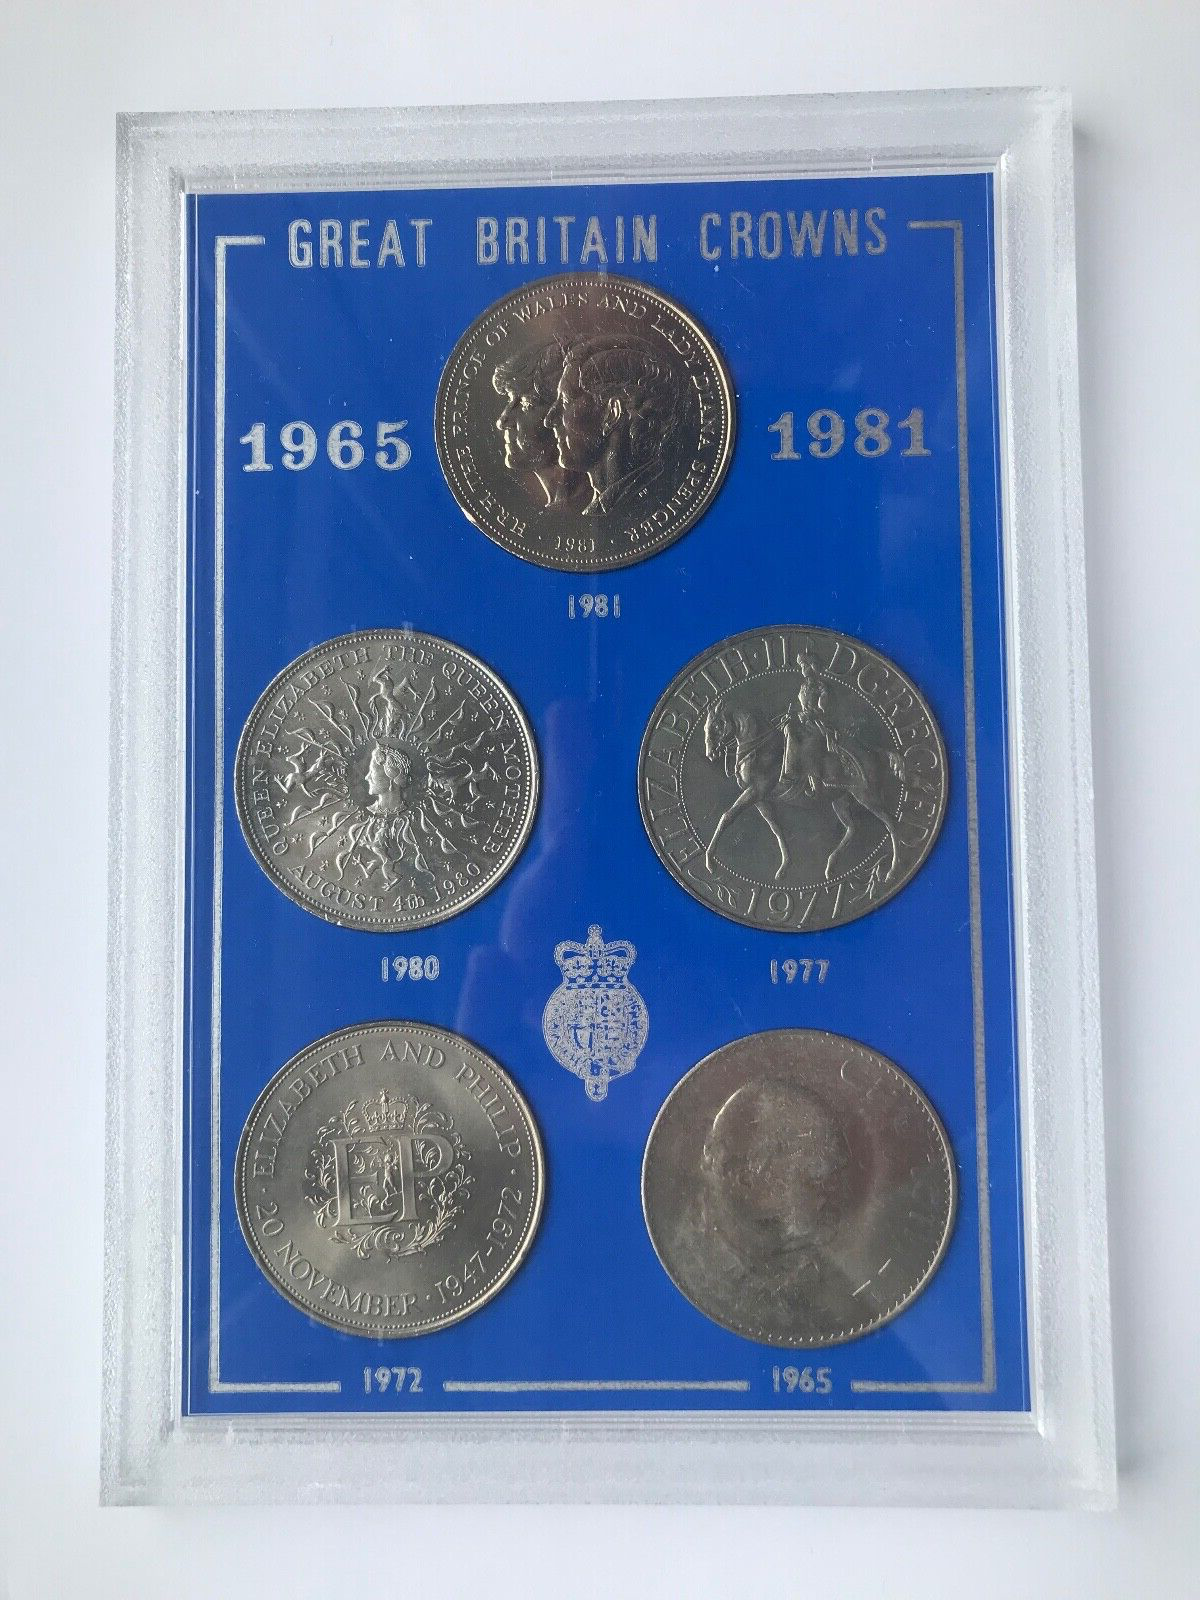 GREAT BRITAIN CROWNS
H.R.H. THE PRINCE OF WALES AND LADY DIANA SPENCER
· 1981 ·
1965
1981
1981
QUEEN ELIZABETH THE QUEEN MOTHER
AUGUST 4th 1980
ELIZABETH·II DG·REG FD
1977
1980
1977
ELIZABETH AND PHILIP · 20 NOVEMBER · 1947-1972 ·
EP
1972
1965